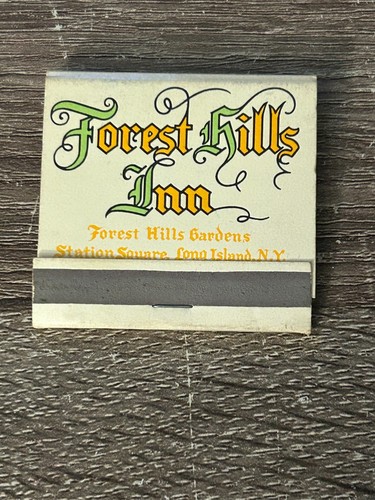 Forest Hills
Inn
Forest Hills Gardens
Station Square, Long Island, N.Y.